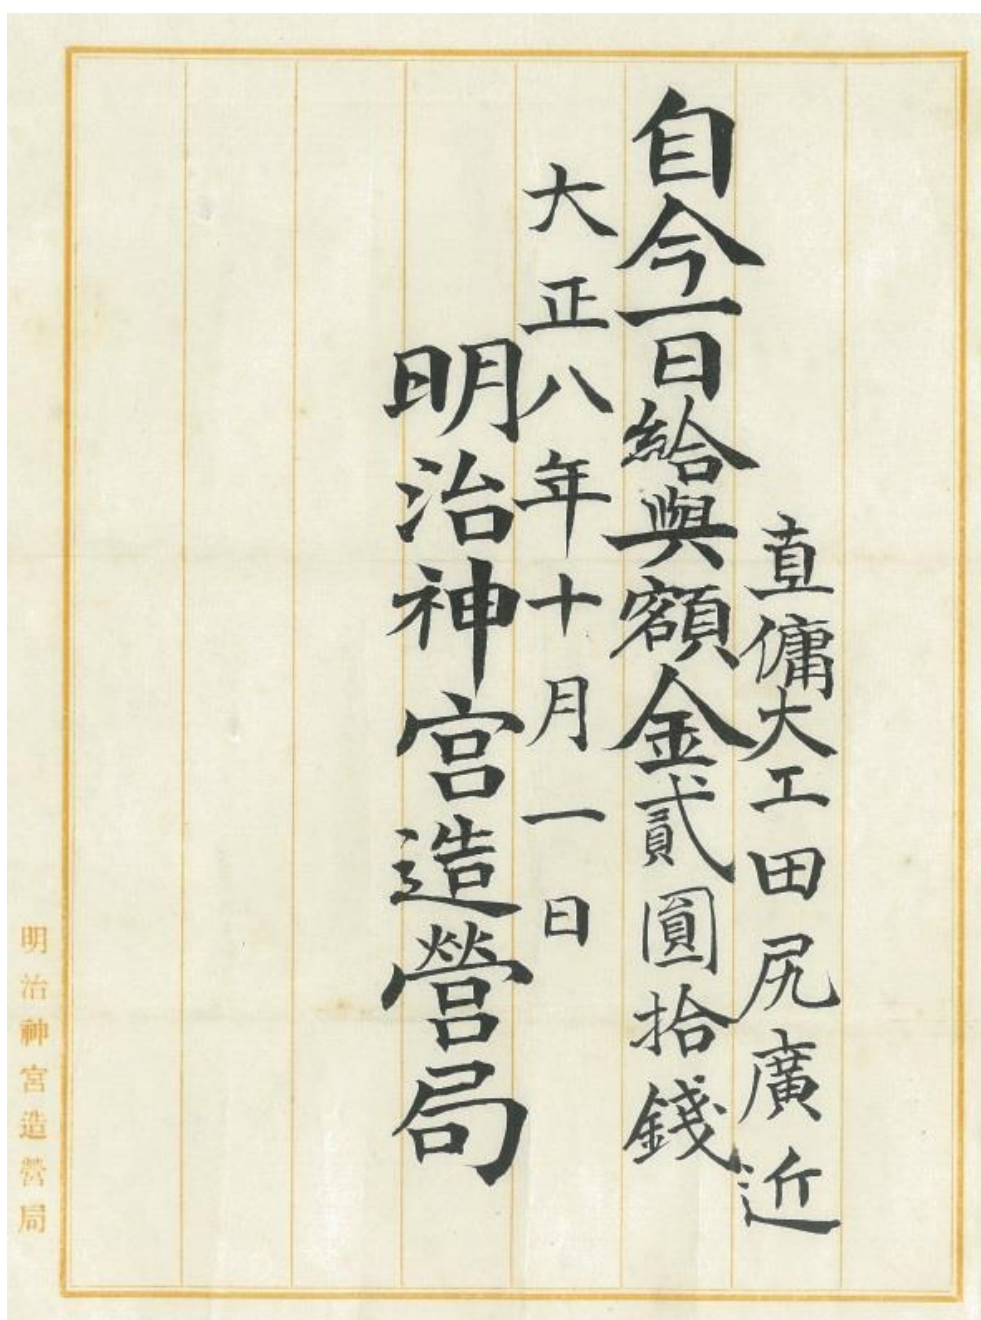 直傭大工田尻廣近
自今一日給與額金貳圓拾錢
大正八年十月一日
明治神宮造營局
明治神宮造營局